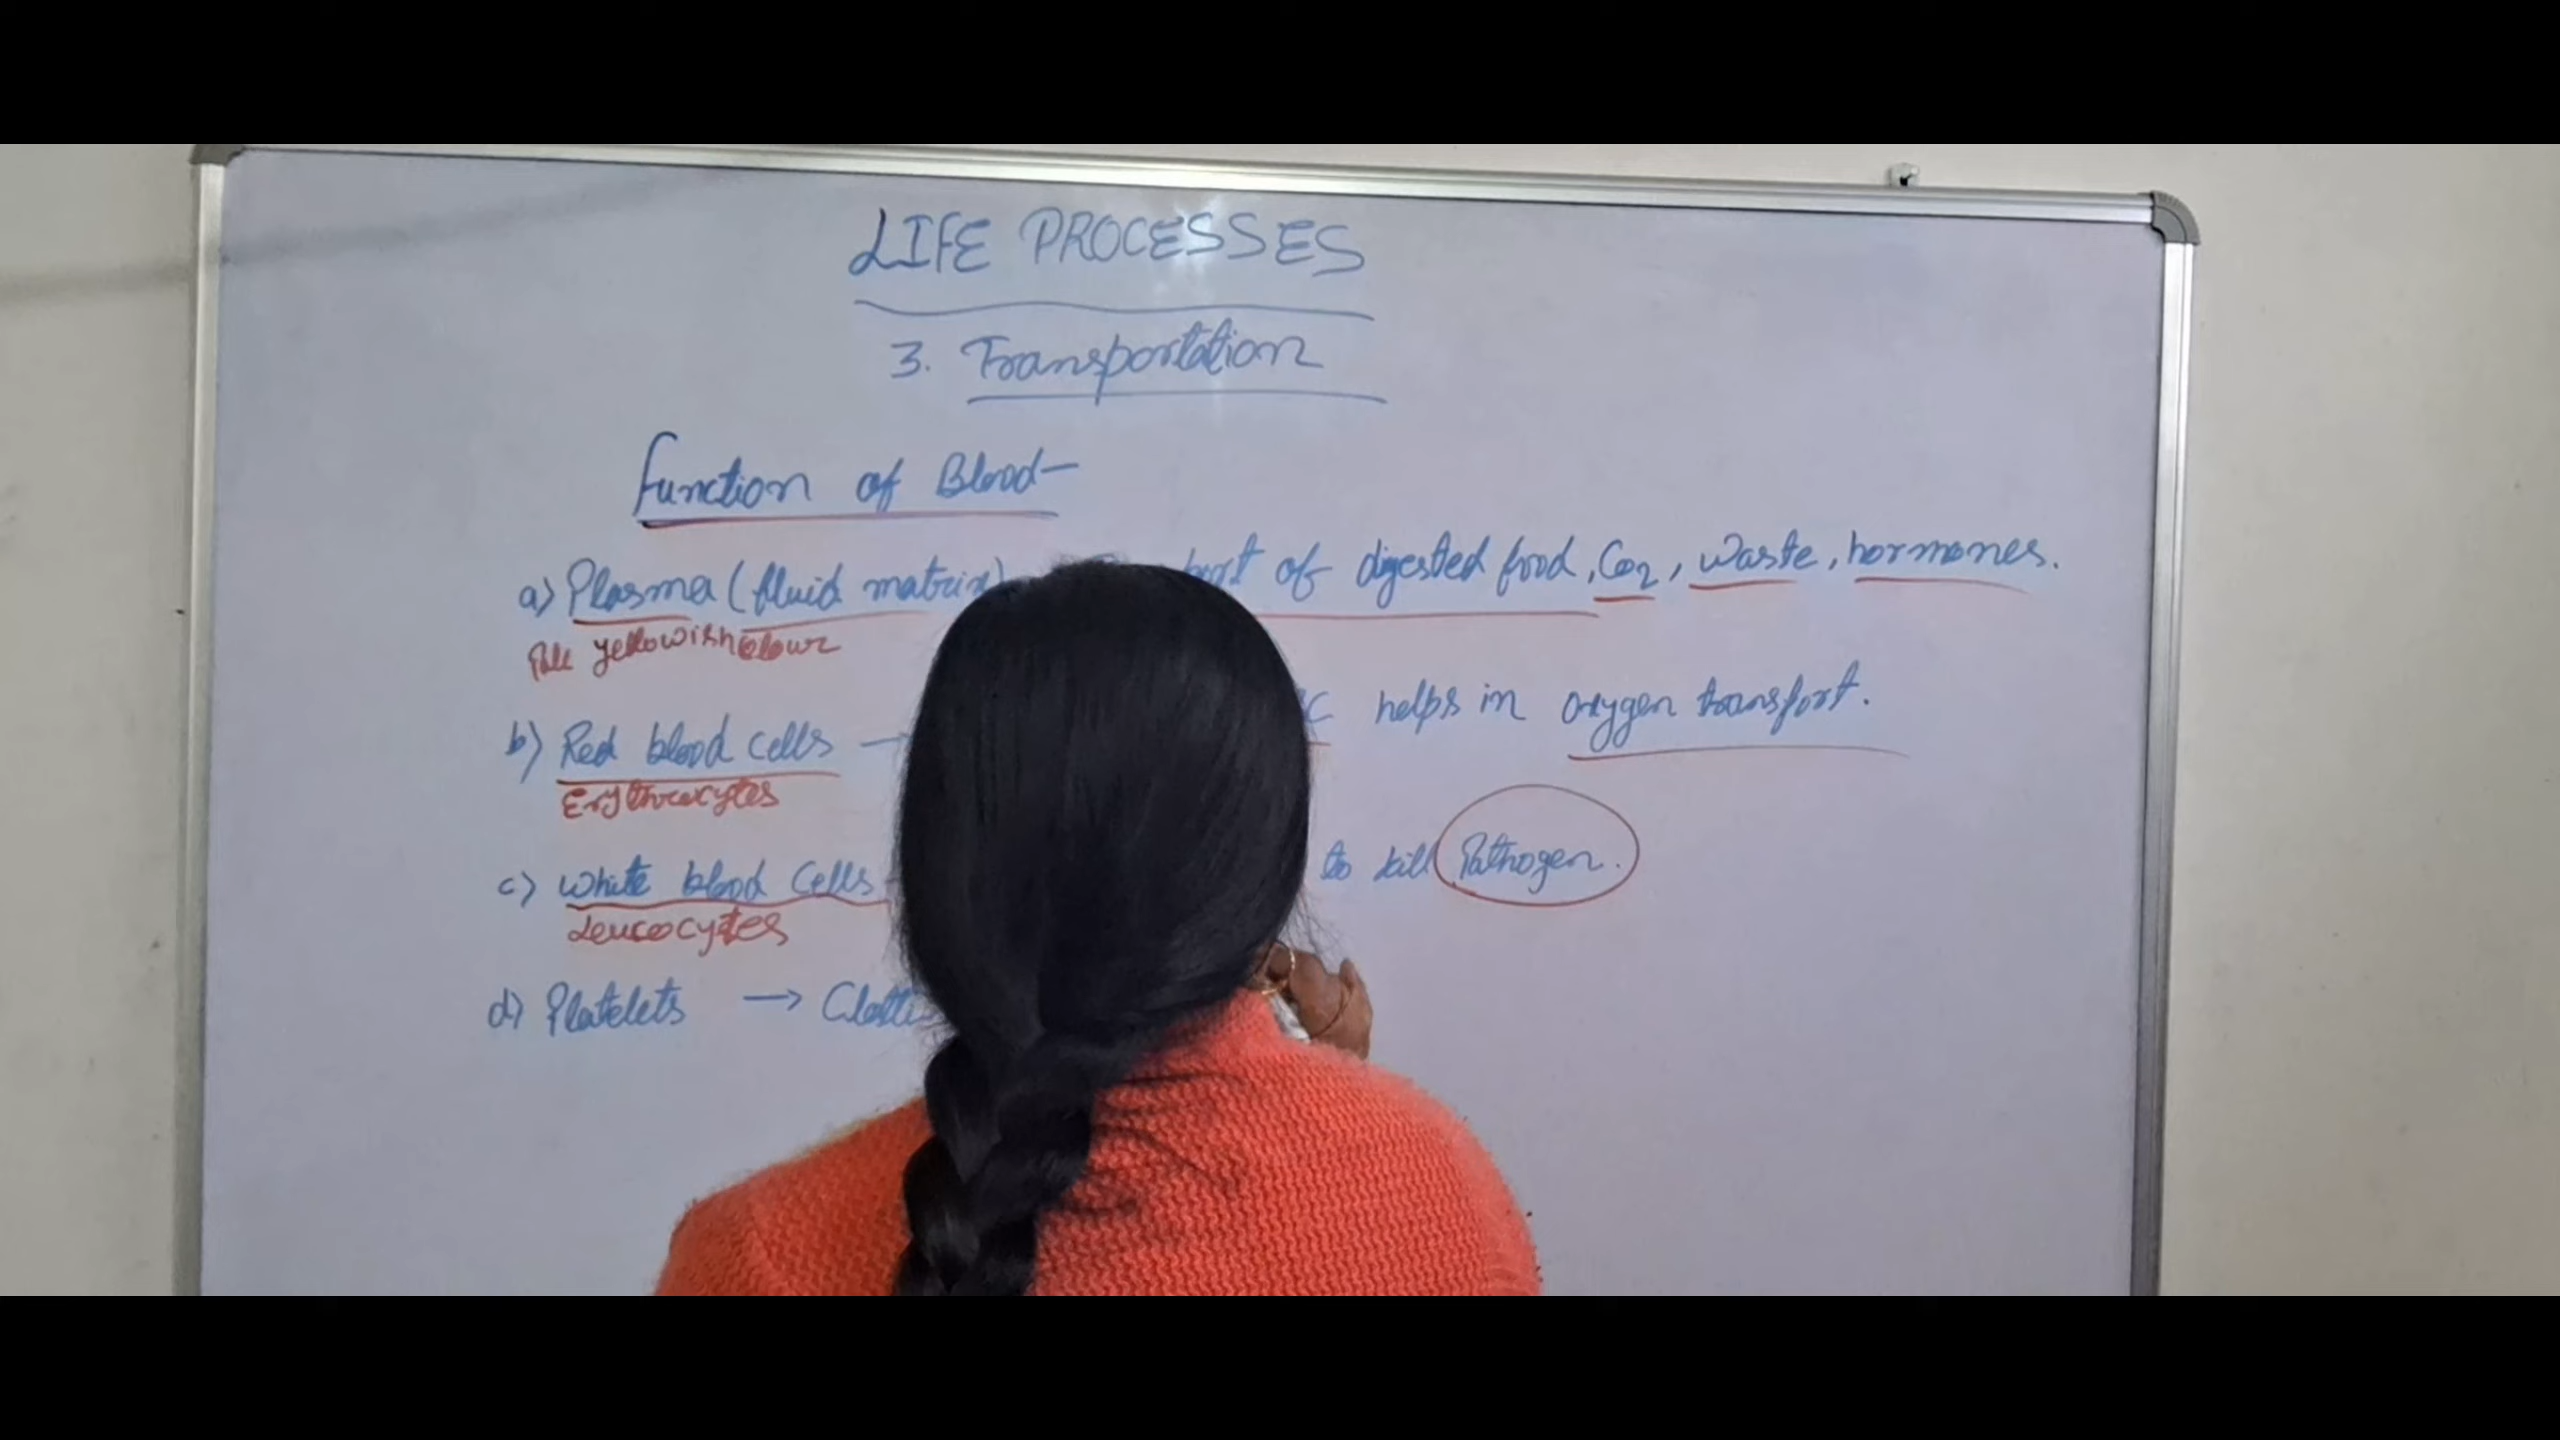 LIFE PROCESSES
3. Transportation
Function of Blood-
a) Plasma (fluid matrix) of digested food, CO2, waste, hormones.
Pale yellowish colour
b) Red blood cells → helps in oxygen transport.
Erythrocytes
c) White blood cells to kill Pathogen.
Leucocytes
d) Platelets →